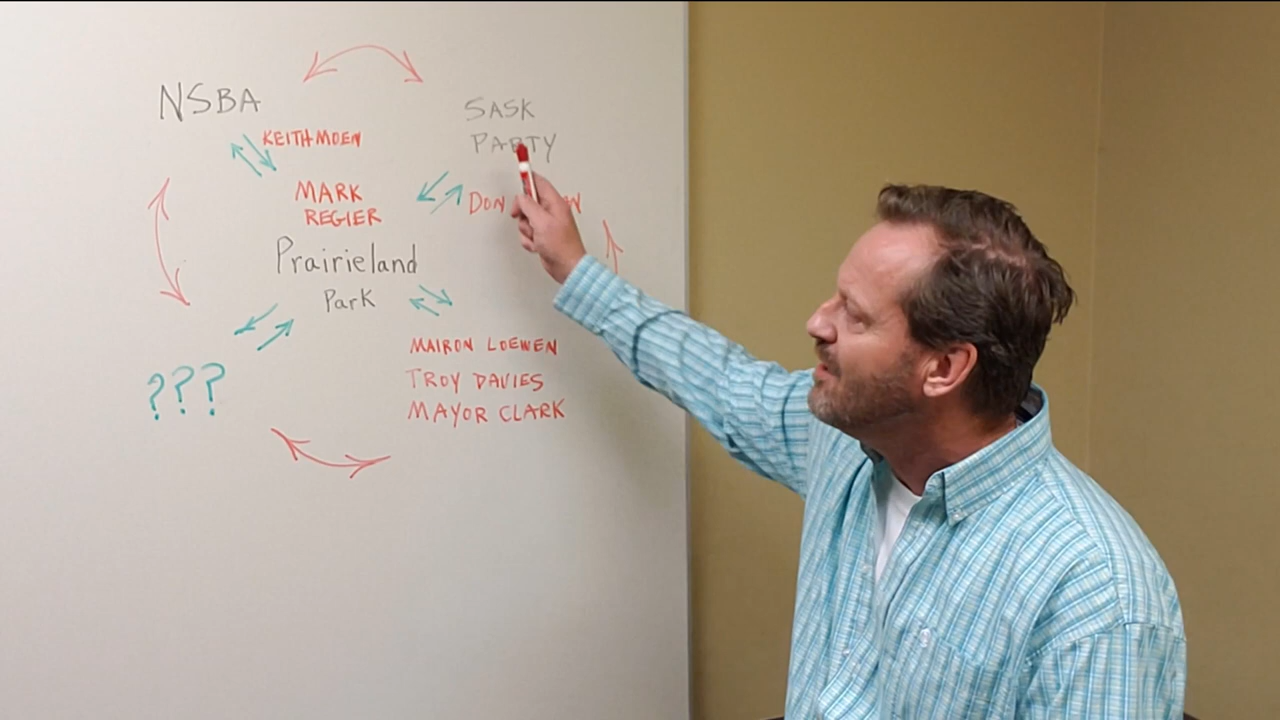 NSBA
SASK
PARTY
KEITH MOEN
MARK
REGIER
DON
Prairieland
Park
MAIRON LOEWEN
TROY DAVIES
MAYOR CLARK
???